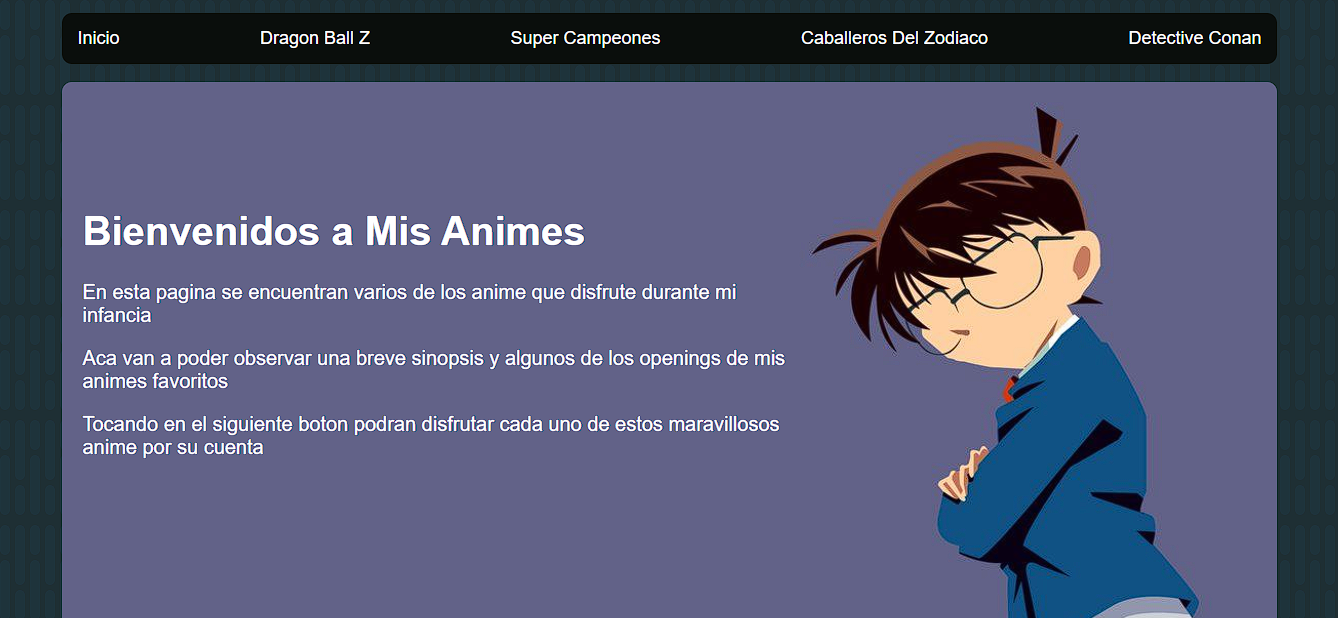 Inicio Dragon Ball Z Super Campeones Caballeros Del Zodiaco Detective Conan
Bienvenidos a Mis Animes
En esta pagina se encuentran varios de los anime que disfrute durante mi
infancia
Aca van a poder observar una breve sinopsis y algunos de los openings de mis
animes favoritos
Tocando en el siguiente boton podran disfrutar cada uno de estos maravillosos
anime por su cuenta